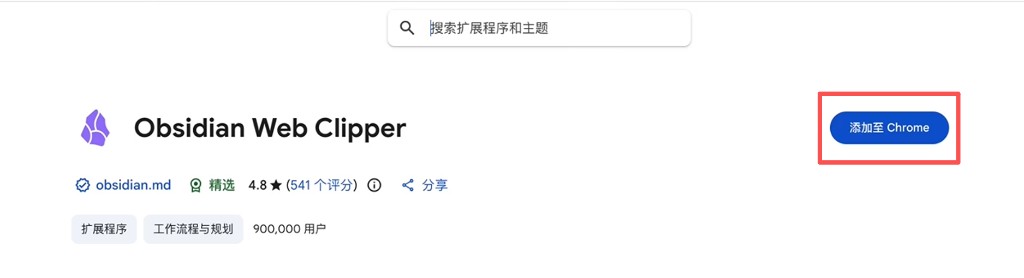 搜索扩展程序和主题
Obsidian Web Clipper
添加至 Chrome
obsidian.md 精选 4.8 ★ (541 个评分) 分享
扩展程序 工作流程与规划 900,000 用户